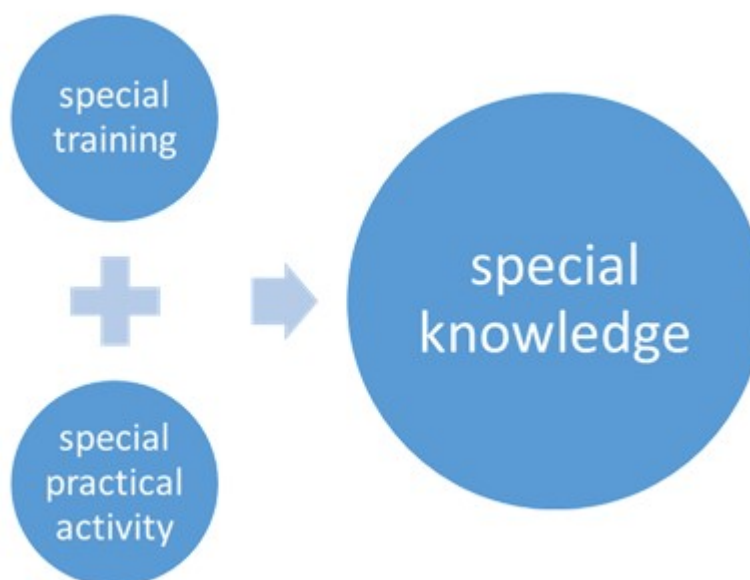 special
training
special
practical
activity
special
knowledge